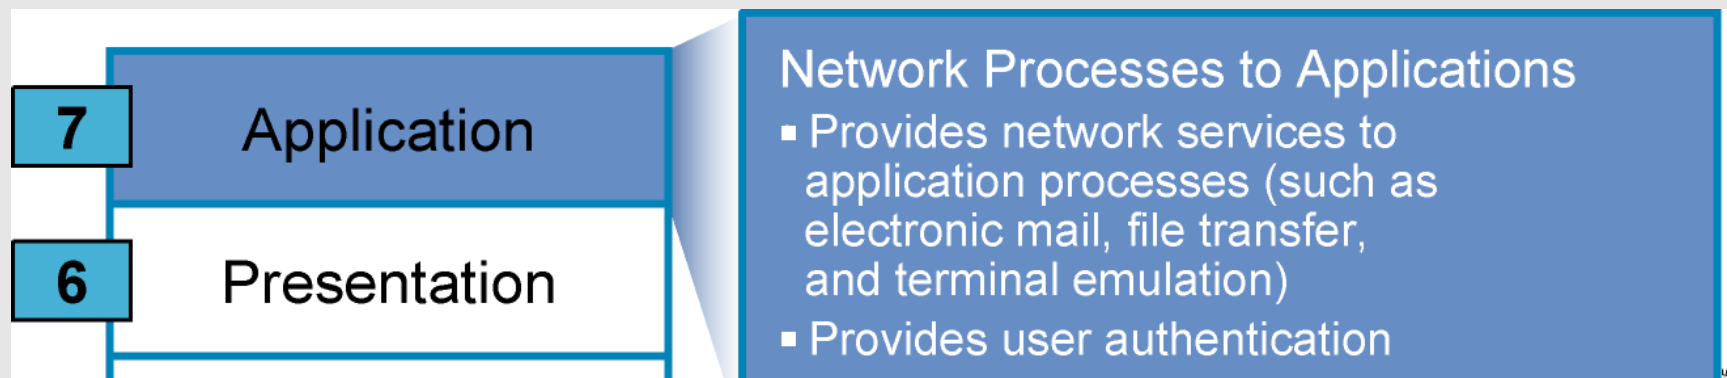 7
Application
6
Presentation
Network Processes to Applications
▪ Provides network services to
application processes (such as
electronic mail, file transfer,
and terminal emulation)
▪ Provides user authentication